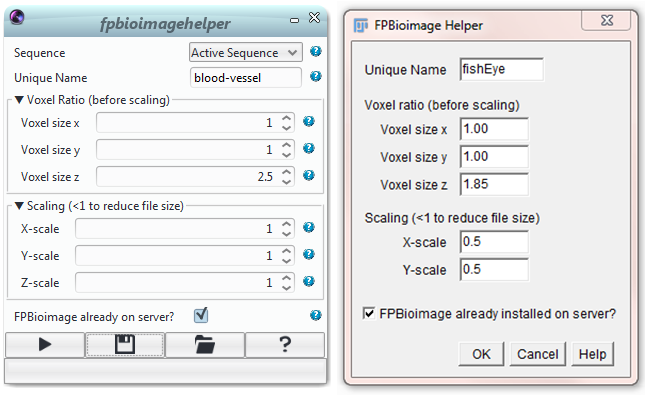 fpbioimagehelper
Sequence Active Sequence
Unique Name blood-vessel
Voxel Ratio (before scaling)
Voxel size x 1
Voxel size y 1
Voxel size z 2.5
Scaling (<1 to reduce file size)
X-scale 1
Y-scale 1
Z-scale 1
FPBioimage already on server?
?
FPBioimage Helper
Unique Name fishEye
Voxel ratio (before scaling)
Voxel size x 1.00
Voxel size y 1.00
Voxel size z 1.85
Scaling (<1 to reduce file size)
X-scale 0.5
Y-scale 0.5
FPBioimage already installed on server?
OK Cancel Help